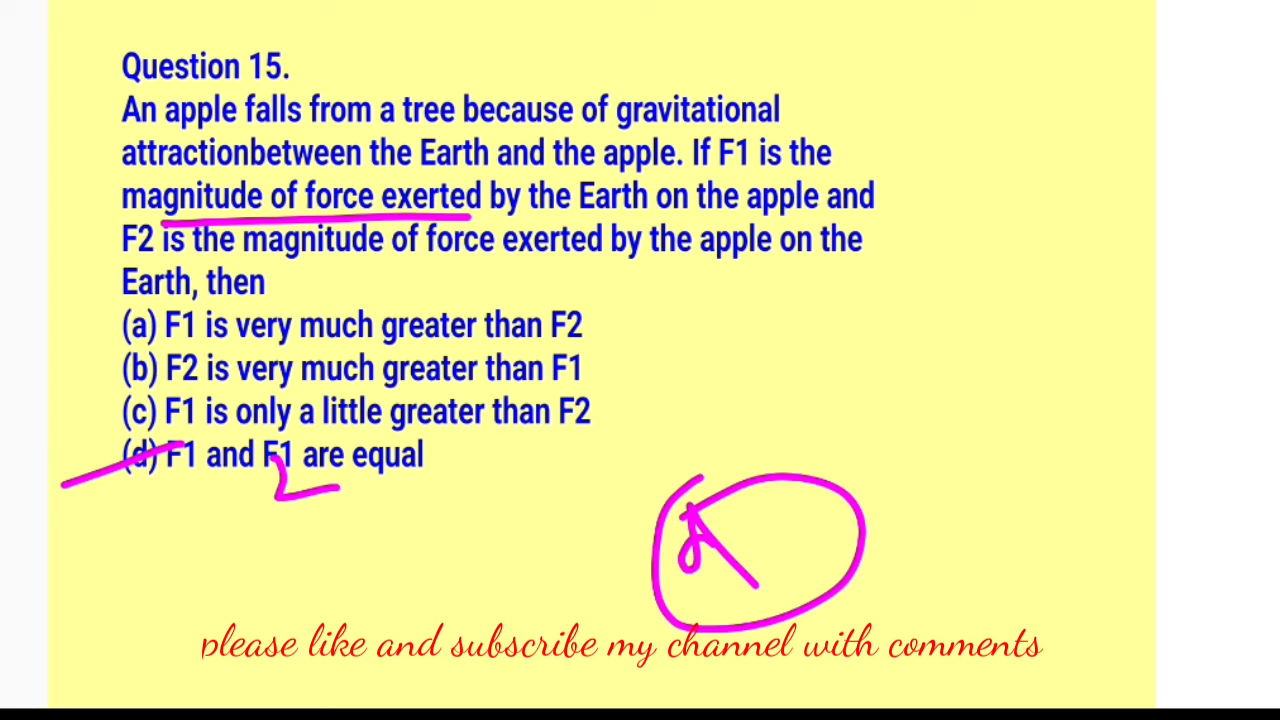 Question 15.
An apple falls from a tree because of gravitational
attractionbetween the Earth and the apple. If F1 is the
magnitude of force exerted by the Earth on the apple and
F2 is the magnitude of force exerted by the apple on the
Earth, then
(a) F1 is very much greater than F2
(b) F2 is very much greater than F1
(c) F1 is only a little greater than F2
(d) F1 and F1 are equal
2
please like and subscribe my channel with comments